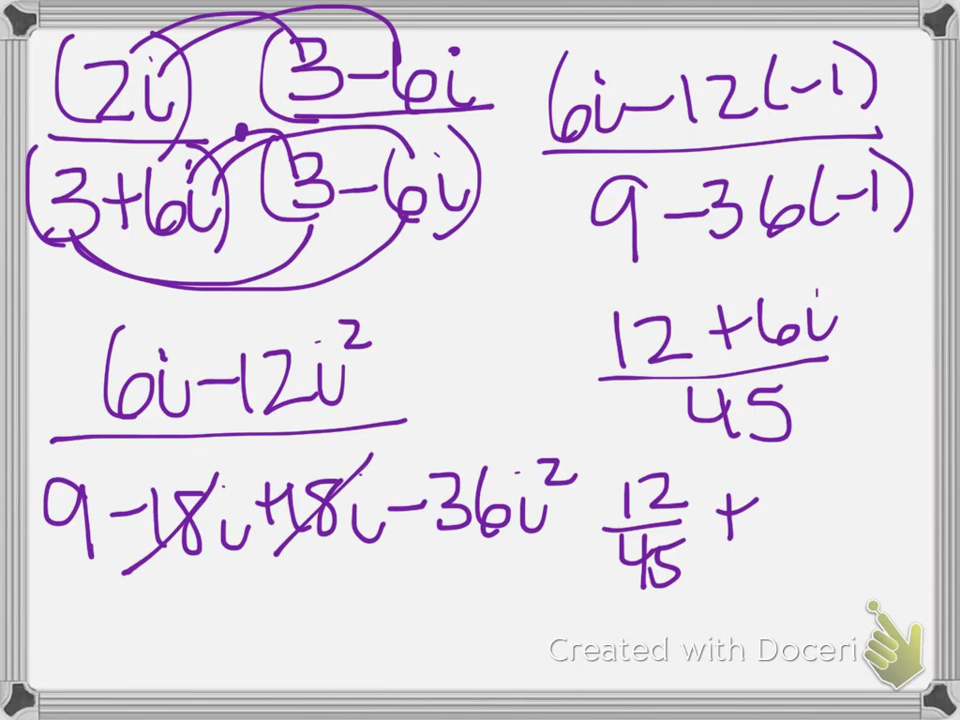 (2i) (3-6i
(3+6i) · (3-6i)
6i-12i²
9-18i+18i-36i²
6i-12(-1)
9-36(-1)
12+6i
45
12 +
45
Created with Doceri